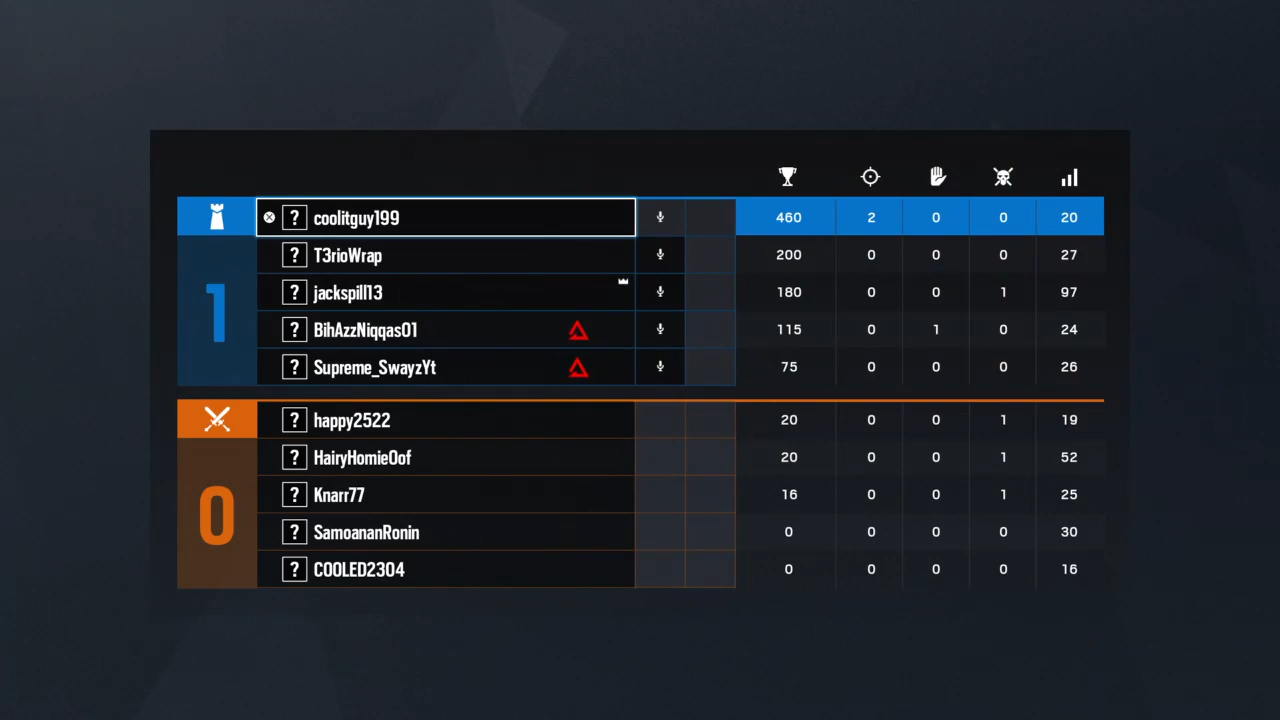 ? coolitguy199 460 2 0 0 20
? T3rioWrap 200 0 0 0 27
1
? jackspill13 180 0 0 1 97
? BihAzzNiqqas01 115 0 1 0 24
? Supreme_SwayzYt 75 0 0 0 26
? happy2522 20 0 0 1 19
? HairyHomieOof 20 0 0 1 52
0
? Knarr77 16 0 0 1 25
? SamoananRonin 0 0 0 0 30
? COOLED2304 0 0 0 0 16